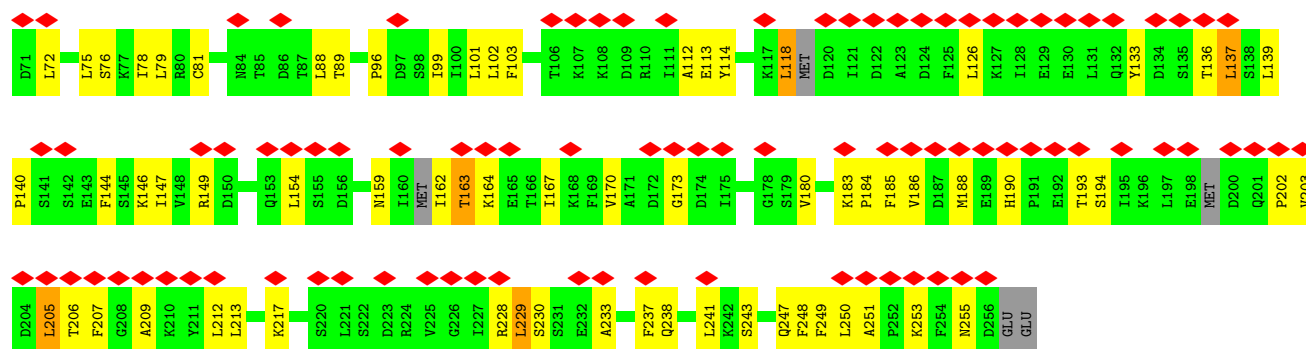 D71 L72 L75 S76 K77 I78 L79 R80 C81 N84 T85 D86 T87 L88 T89 P96 D97 S98 I99 I100 L101 L102 F103 T106 K107 K108 D109 R110 I111 A112 E113 Y114 K117 L118 MET D120 I121 D122 A123 D124 F125 L126 K127 I128 E129 E130 L131 Q132 Y133 D134 S135 T136 L137 S138 L139
P140 S141 S142 E143 F144 S145 K146 I147 V148 R149 D150 Q153 L154 S155 D156 N159 I160 MET I162 T163 K164 E165 T166 I167 K168 F169 V170 A171 D172 G173 D174 I175 G178 S179 V180 K183 P184 F185 V186 D187 M188 E189 H190 P191 E192 T193 S194 I195 K196 L197 E198 MET D200 Q201 P202 V203
D204 L205 T206 F207 G208 A209 K210 Y211 L212 L213 K217 S220 L221 S222 D223 R224 V225 G226 I227 R228 L229 S230 S231 E232 A233 F237 Q238 L241 K242 S243 Q247 F248 F249 L250 A251 P252 K253 F254 N255 D256 GLU GLU